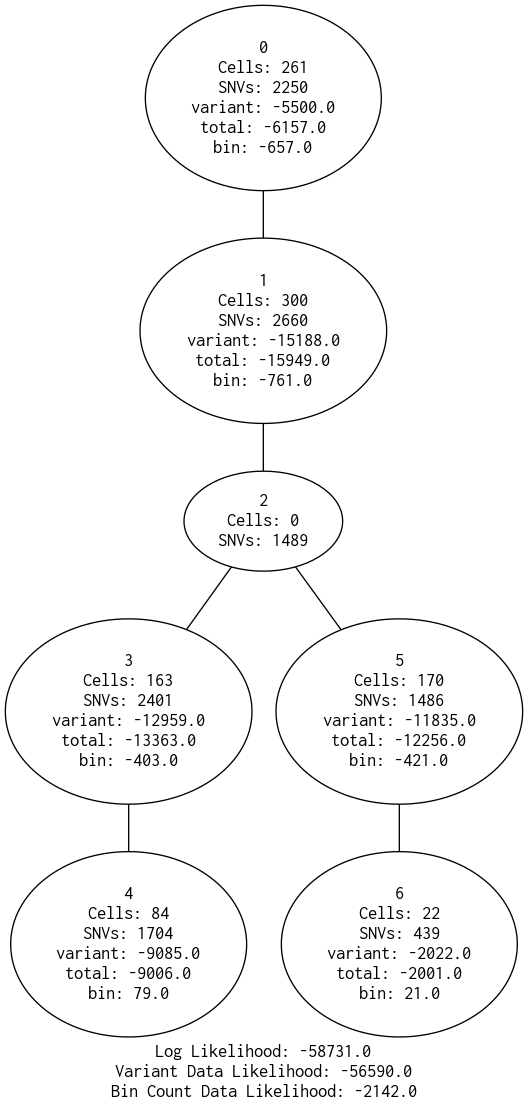 0
Cells: 261
SNVs: 2250
variant: -5500.0
total: -6157.0
bin: -657.0
1
Cells: 300
SNVs: 2660
variant: -15188.0
total: -15949.0
bin: -761.0
2
Cells: 0
SNVs: 1489
3
Cells: 163
SNVs: 2401
variant: -12959.0
total: -13363.0
bin: -403.0
5
Cells: 170
SNVs: 1486
variant: -11835.0
total: -12256.0
bin: -421.0
4
Cells: 84
SNVs: 1704
variant: -9085.0
total: -9006.0
bin: 79.0
6
Cells: 22
SNVs: 439
variant: -2022.0
total: -2001.0
bin: 21.0
Log Likelihood: -58731.0
Variant Data Likelihood: -56590.0
Bin Count Data Likelihood: -2142.0